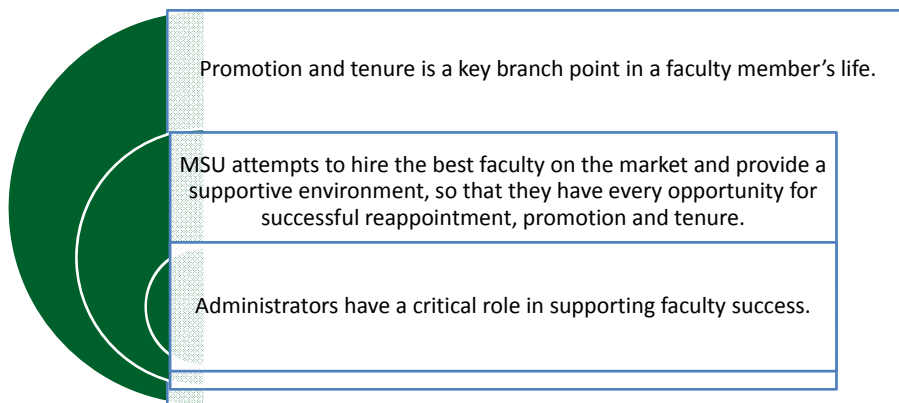 Promotion and tenure is a key branch point in a faculty member’s life.
MSU attempts to hire the best faculty on the market and provide a
supportive environment, so that they have every opportunity for
successful reappointment, promotion and tenure.
Administrators have a critical role in supporting faculty success.